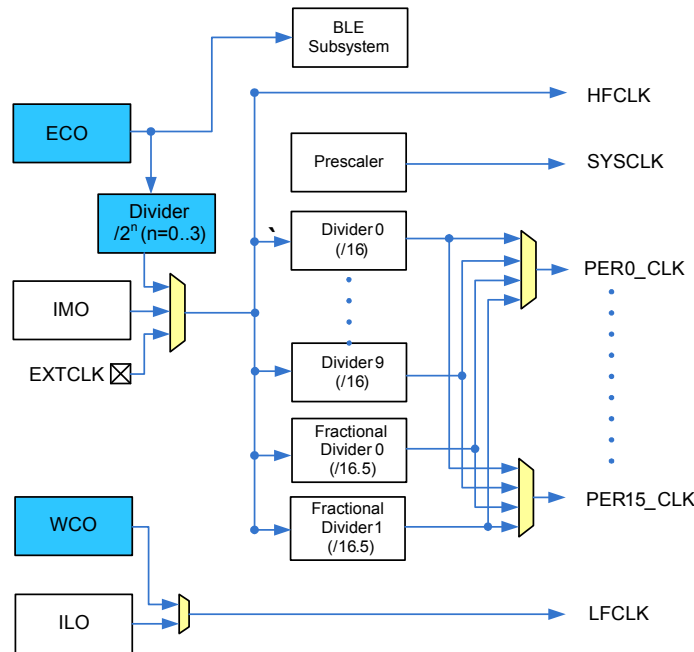 BLE
Subsystem
HFCLK
ECO
Prescaler
SYSCLK
Divider
/2ⁿ (n=0..3)
`
Divider 0
(/16)
PER0_CLK
IMO
EXTCLK
Divider 9
(/16)
Fractional
Divider 0
(/16.5)
PER15_CLK
Fractional
Divider 1
(/16.5)
WCO
ILO
LFCLK